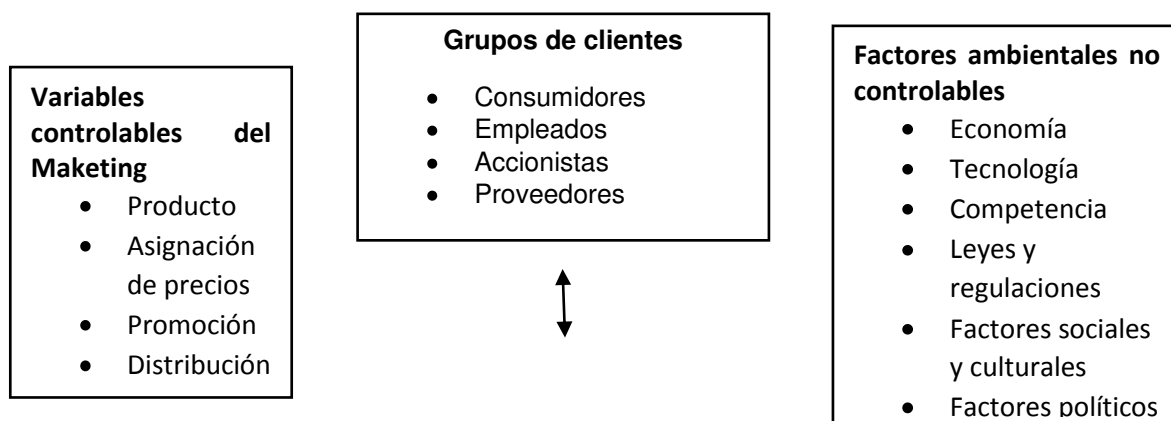 Variables
controlables del
Maketing
• Producto
• Asignación
de precios
• Promoción
• Distribución
Grupos de clientes
• Consumidores
• Empleados
• Accionistas
• Proveedores
Factores ambientales no
controlables
• Economía
• Tecnología
• Competencia
• Leyes y
regulaciones
• Factores sociales
y culturales
• Factores políticos